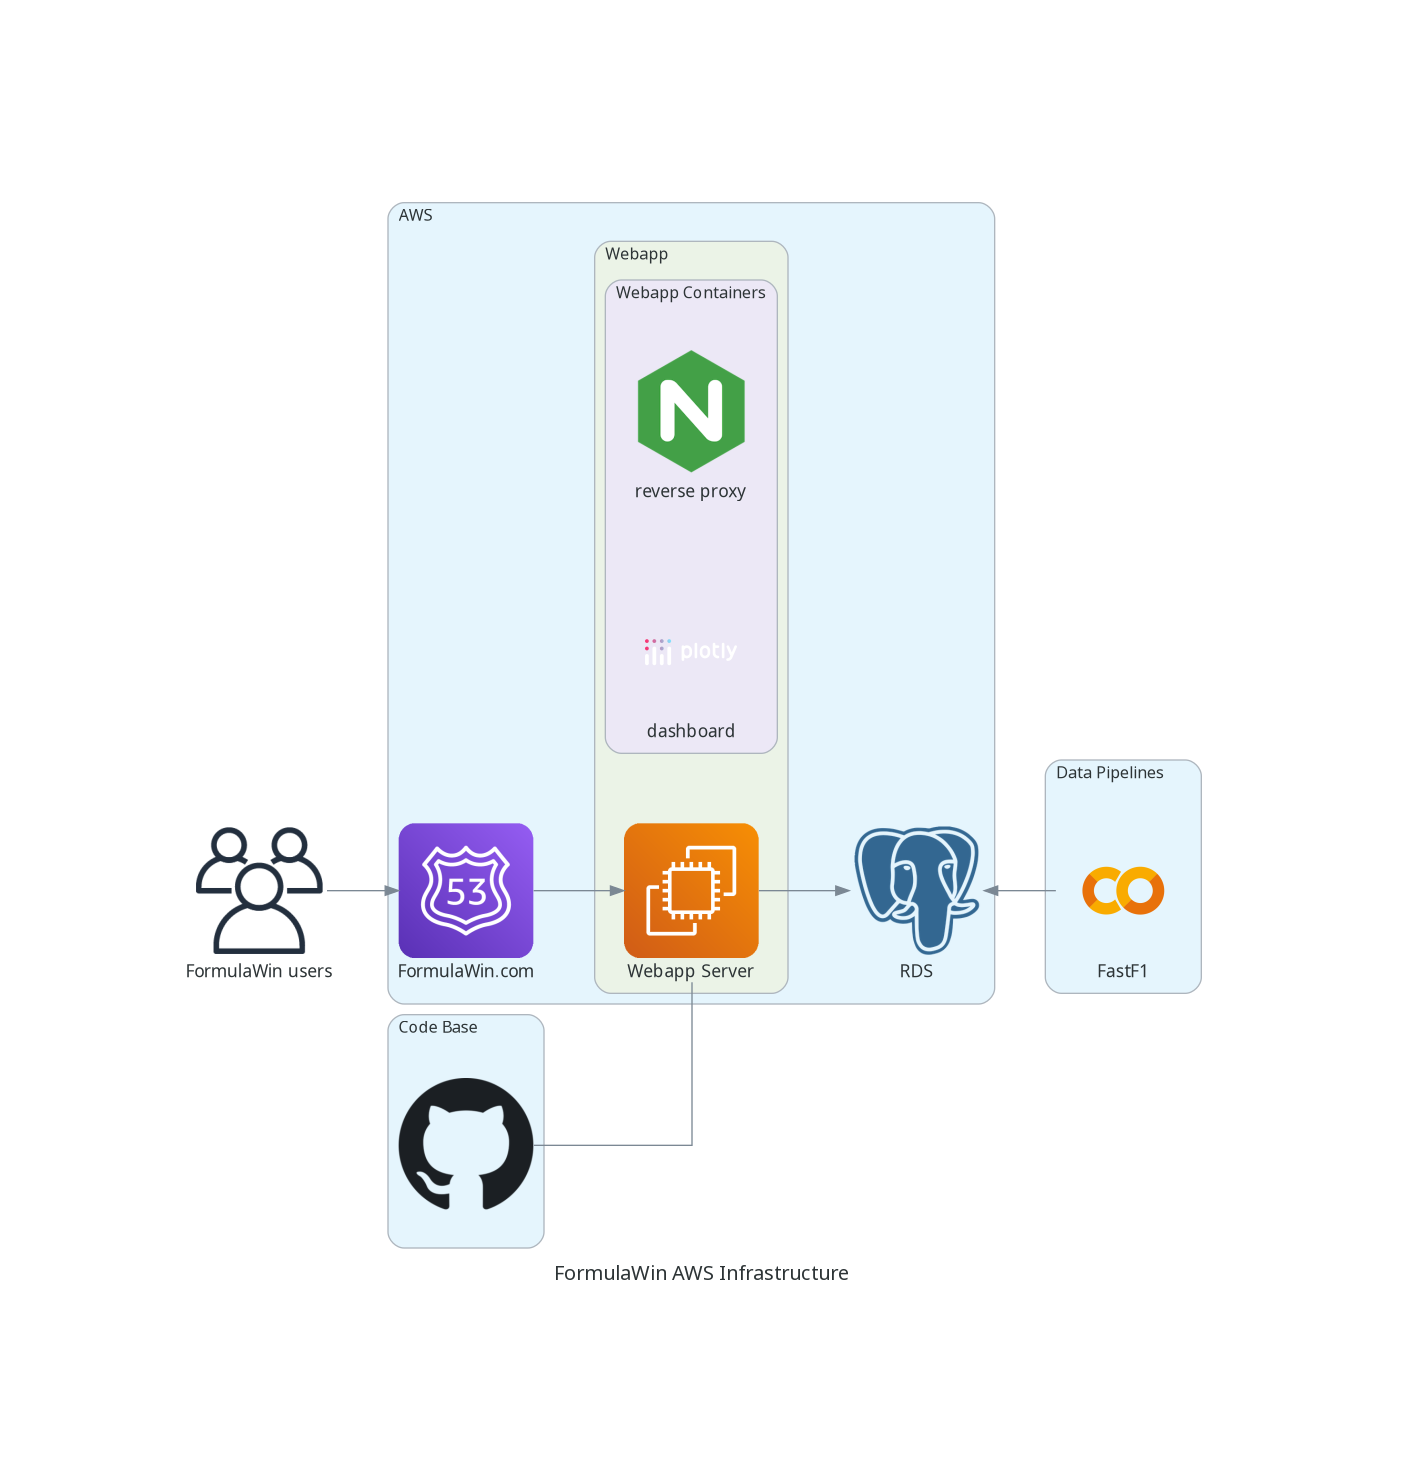 AWS
Webapp
Webapp Containers
reverse proxy
plotly
dashboard
Data Pipelines
53
FormulaWin users
FormulaWin.com
Webapp Server
RDS
FastF1
Code Base
FormulaWin AWS Infrastructure